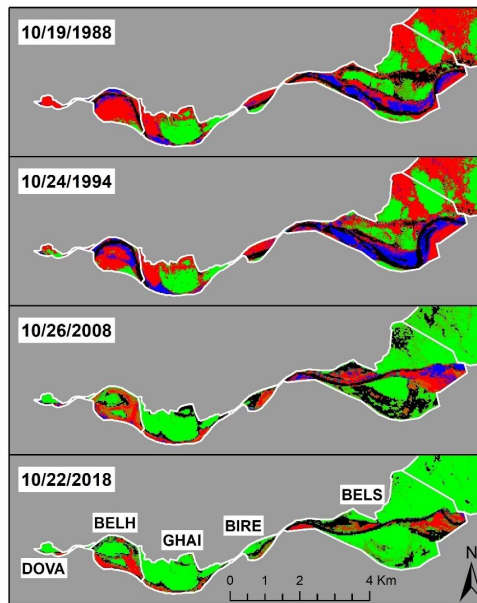 10/19/1988
10/24/1994
10/26/2008
10/22/2018
BELS
BELH
GHAI
BIRE
DOVA
N
0 1 2 4 Km